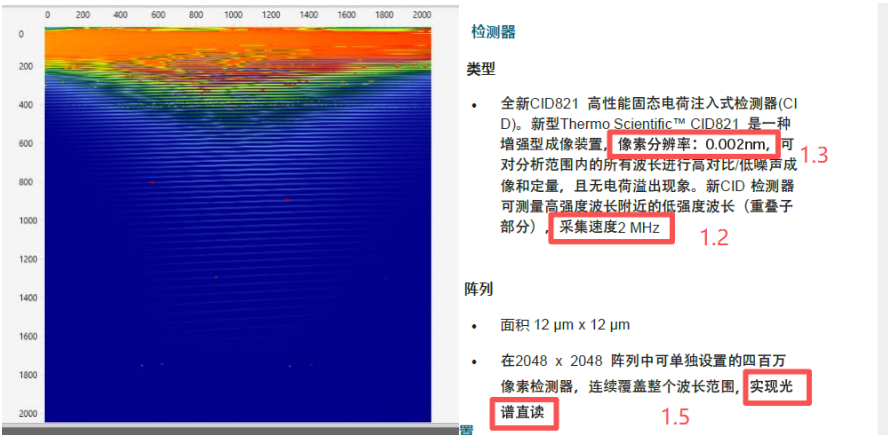 0 200 400 600 800 1000 1200 1400 1600 1800 2000
0
200
400
600
800
1000
1200
1400
1600
1800
2000
检测器
类型
• 全新CID821 高性能固态电荷注入式检测器(CI
D)。新型Thermo Scientific™ CID821 是一种
增强型成像装置，像素分辨率：0.002nm，可
1.3
对分析范围内的所有波长进行高对比/低噪声成
像和定量，且无电荷溢出现象。新CID 检测器
可测量高强度波长附近的低强度波长（重叠子
部分），采集速度2 MHz
1.2
阵列
• 面积 12 µm x 12 µm
• 在2048 x 2048 阵列中可单独设置的四百万
像素检测器，连续覆盖整个波长范围，实现光
谱直读
1.5
置